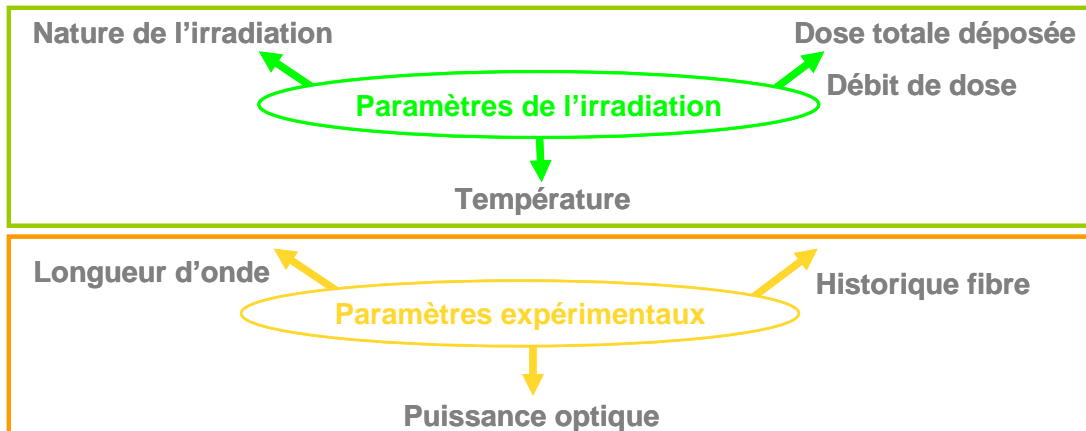 Nature de l’irradiation
Dose totale déposée
Débit de dose
Paramètres de l’irradiation
Température
Longueur d’onde
Historique fibre
Paramètres expérimentaux
Puissance optique